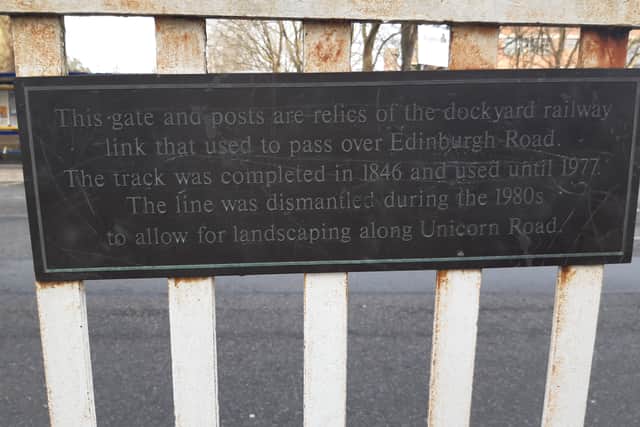 This gate and posts are relics of the dockyard railway
link that used to pass over Edinburgh Road.
The track was completed in 1846 and used until 1977.
The line was dismantled during the 1980s
to allow for landscaping along Unicorn Road.